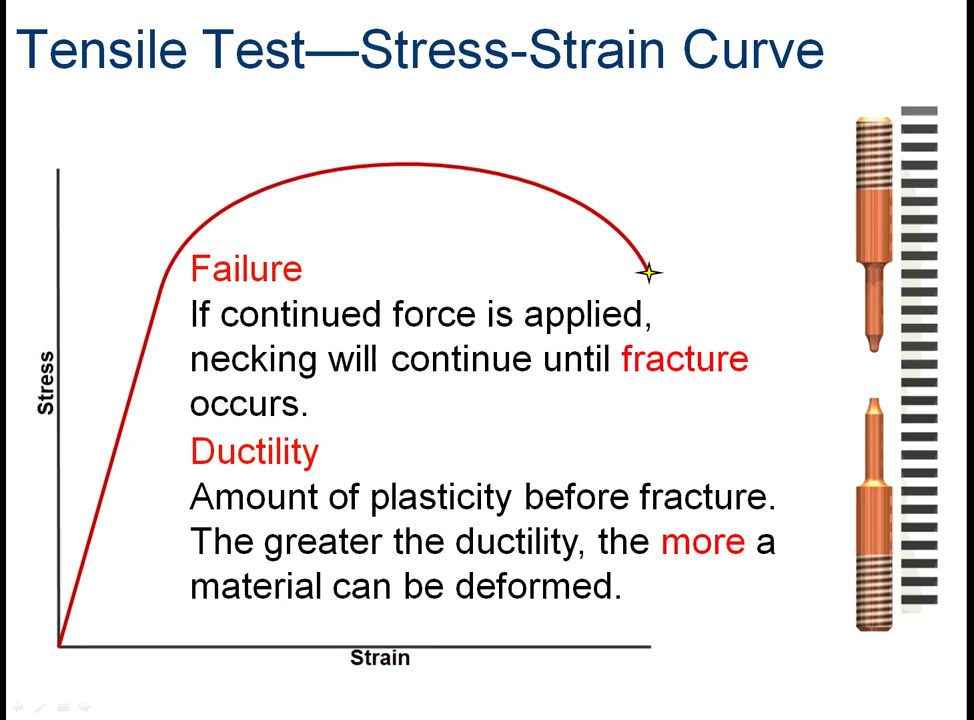 Tensile Test—Stress-Strain Curve
Failure
If continued force is applied,
necking will continue until fracture
occurs.
Ductility
Amount of plasticity before fracture.
The greater the ductility, the more a
material can be deformed.
Stress
Strain